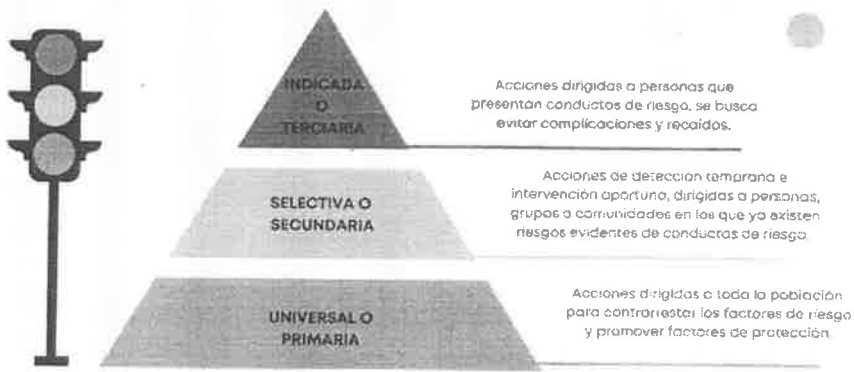 INDICADA
O
TERCIARIA
Acciones dirigidas a personas que
presentan conductos de riesgo, se busca
evitar complicaciones y recaídos.
SELECTIVA O
SECUNDARIA
Acciones de detección temprana e
intervención oportuna, dirigidas a personas,
grupos o comunidades en los que ya existen
riesgos evidentes de conductas de riesgo.
UNIVERSAL O
PRIMARIA
Acciones dirigidas a toda la población
para contrarrestar los factores de riesgo
y promover factores de protección.